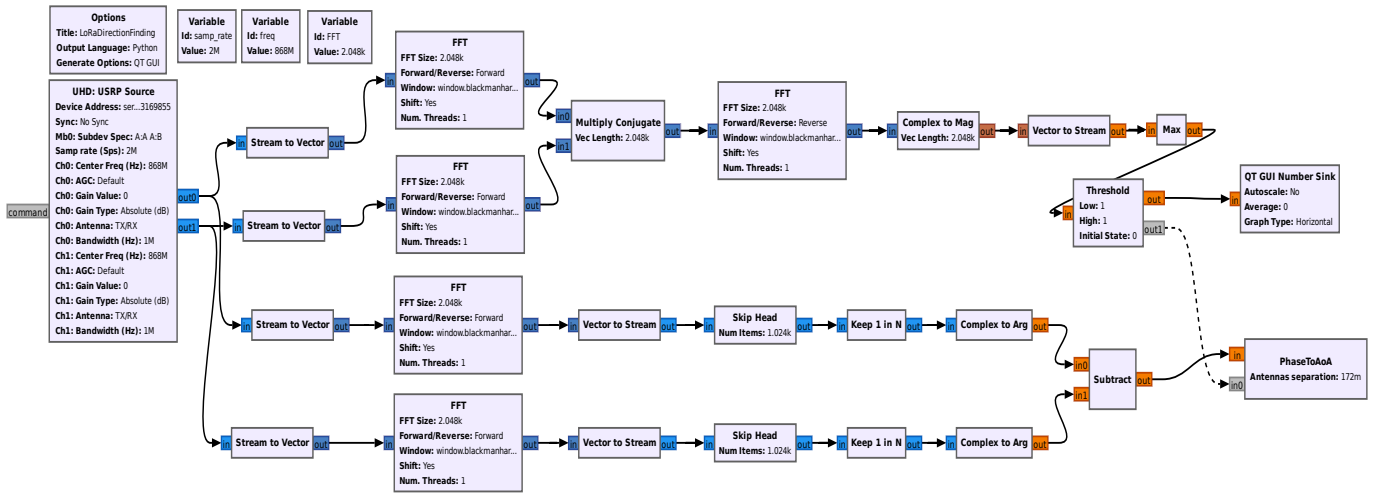 Options
Title: LoRaDirectionFinding
Output Language: Python
Generate Options: QT GUI
Variable
Id: samp_rate
Value: 2M
Variable
Id: freq
Value: 868M
Variable
Id: FFT
Value: 2.048k
UHD: USRP Source
Device Address: ser...3169855
Sync: No Sync
Mb0: Subdev Spec: A:A A:B
Samp rate (Sps): 2M
Ch0: Center Freq (Hz): 868M
Ch0: AGC: Default
Ch0: Gain Value: 0
Ch0: Gain Type: Absolute (dB)
Ch0: Antenna: TX/RX
Ch0: Bandwidth (Hz): 1M
Ch1: Center Freq (Hz): 868M
Ch1: AGC: Default
Ch1: Gain Value: 0
Ch1: Gain Type: Absolute (dB)
Ch1: Antenna: TX/RX
Ch1: Bandwidth (Hz): 1M
command
out0
out1
in
Stream to Vector
out
in
FFT
FFT Size: 2.048k
Forward/Reverse: Forward
Window: window.blackmanhar...
Shift: Yes
Num. Threads: 1
out
in
Stream to Vector
out
in
FFT
FFT Size: 2.048k
Forward/Reverse: Forward
Window: window.blackmanhar...
Shift: Yes
Num. Threads: 1
out
in0
in1
Multiply Conjugate
Vec Length: 2.048k
out
in
FFT
FFT Size: 2.048k
Forward/Reverse: Reverse
Window: window.blackmanhar...
Shift: Yes
Num. Threads: 1
out
in
Complex to Mag
Vec Length: 2.048k
out
in
Vector to Stream
out
in
Max
out
in
Threshold
Low: 1
High: 1
Initial State: 0
out
out1
in
QT GUI Number Sink
Autoscale: No
Average: 0
Graph Type: Horizontal
in
Stream to Vector
out
in
FFT
FFT Size: 2.048k
Forward/Reverse: Forward
Window: window.blackmanhar...
Shift: Yes
Num. Threads: 1
out
in
Vector to Stream
out
in
Skip Head
Num Items: 1.024k
out
in
Keep 1 in N
out
in
Complex to Arg
out
in
Stream to Vector
out
in
FFT
FFT Size: 2.048k
Forward/Reverse: Forward
Window: window.blackmanhar...
Shift: Yes
Num. Threads: 1
out
in
Vector to Stream
out
in
Skip Head
Num Items: 1.024k
out
in
Keep 1 in N
out
in
Complex to Arg
out
in0
in1
Subtract
out
in
in0
PhaseToAoA
Antennas separation: 172m